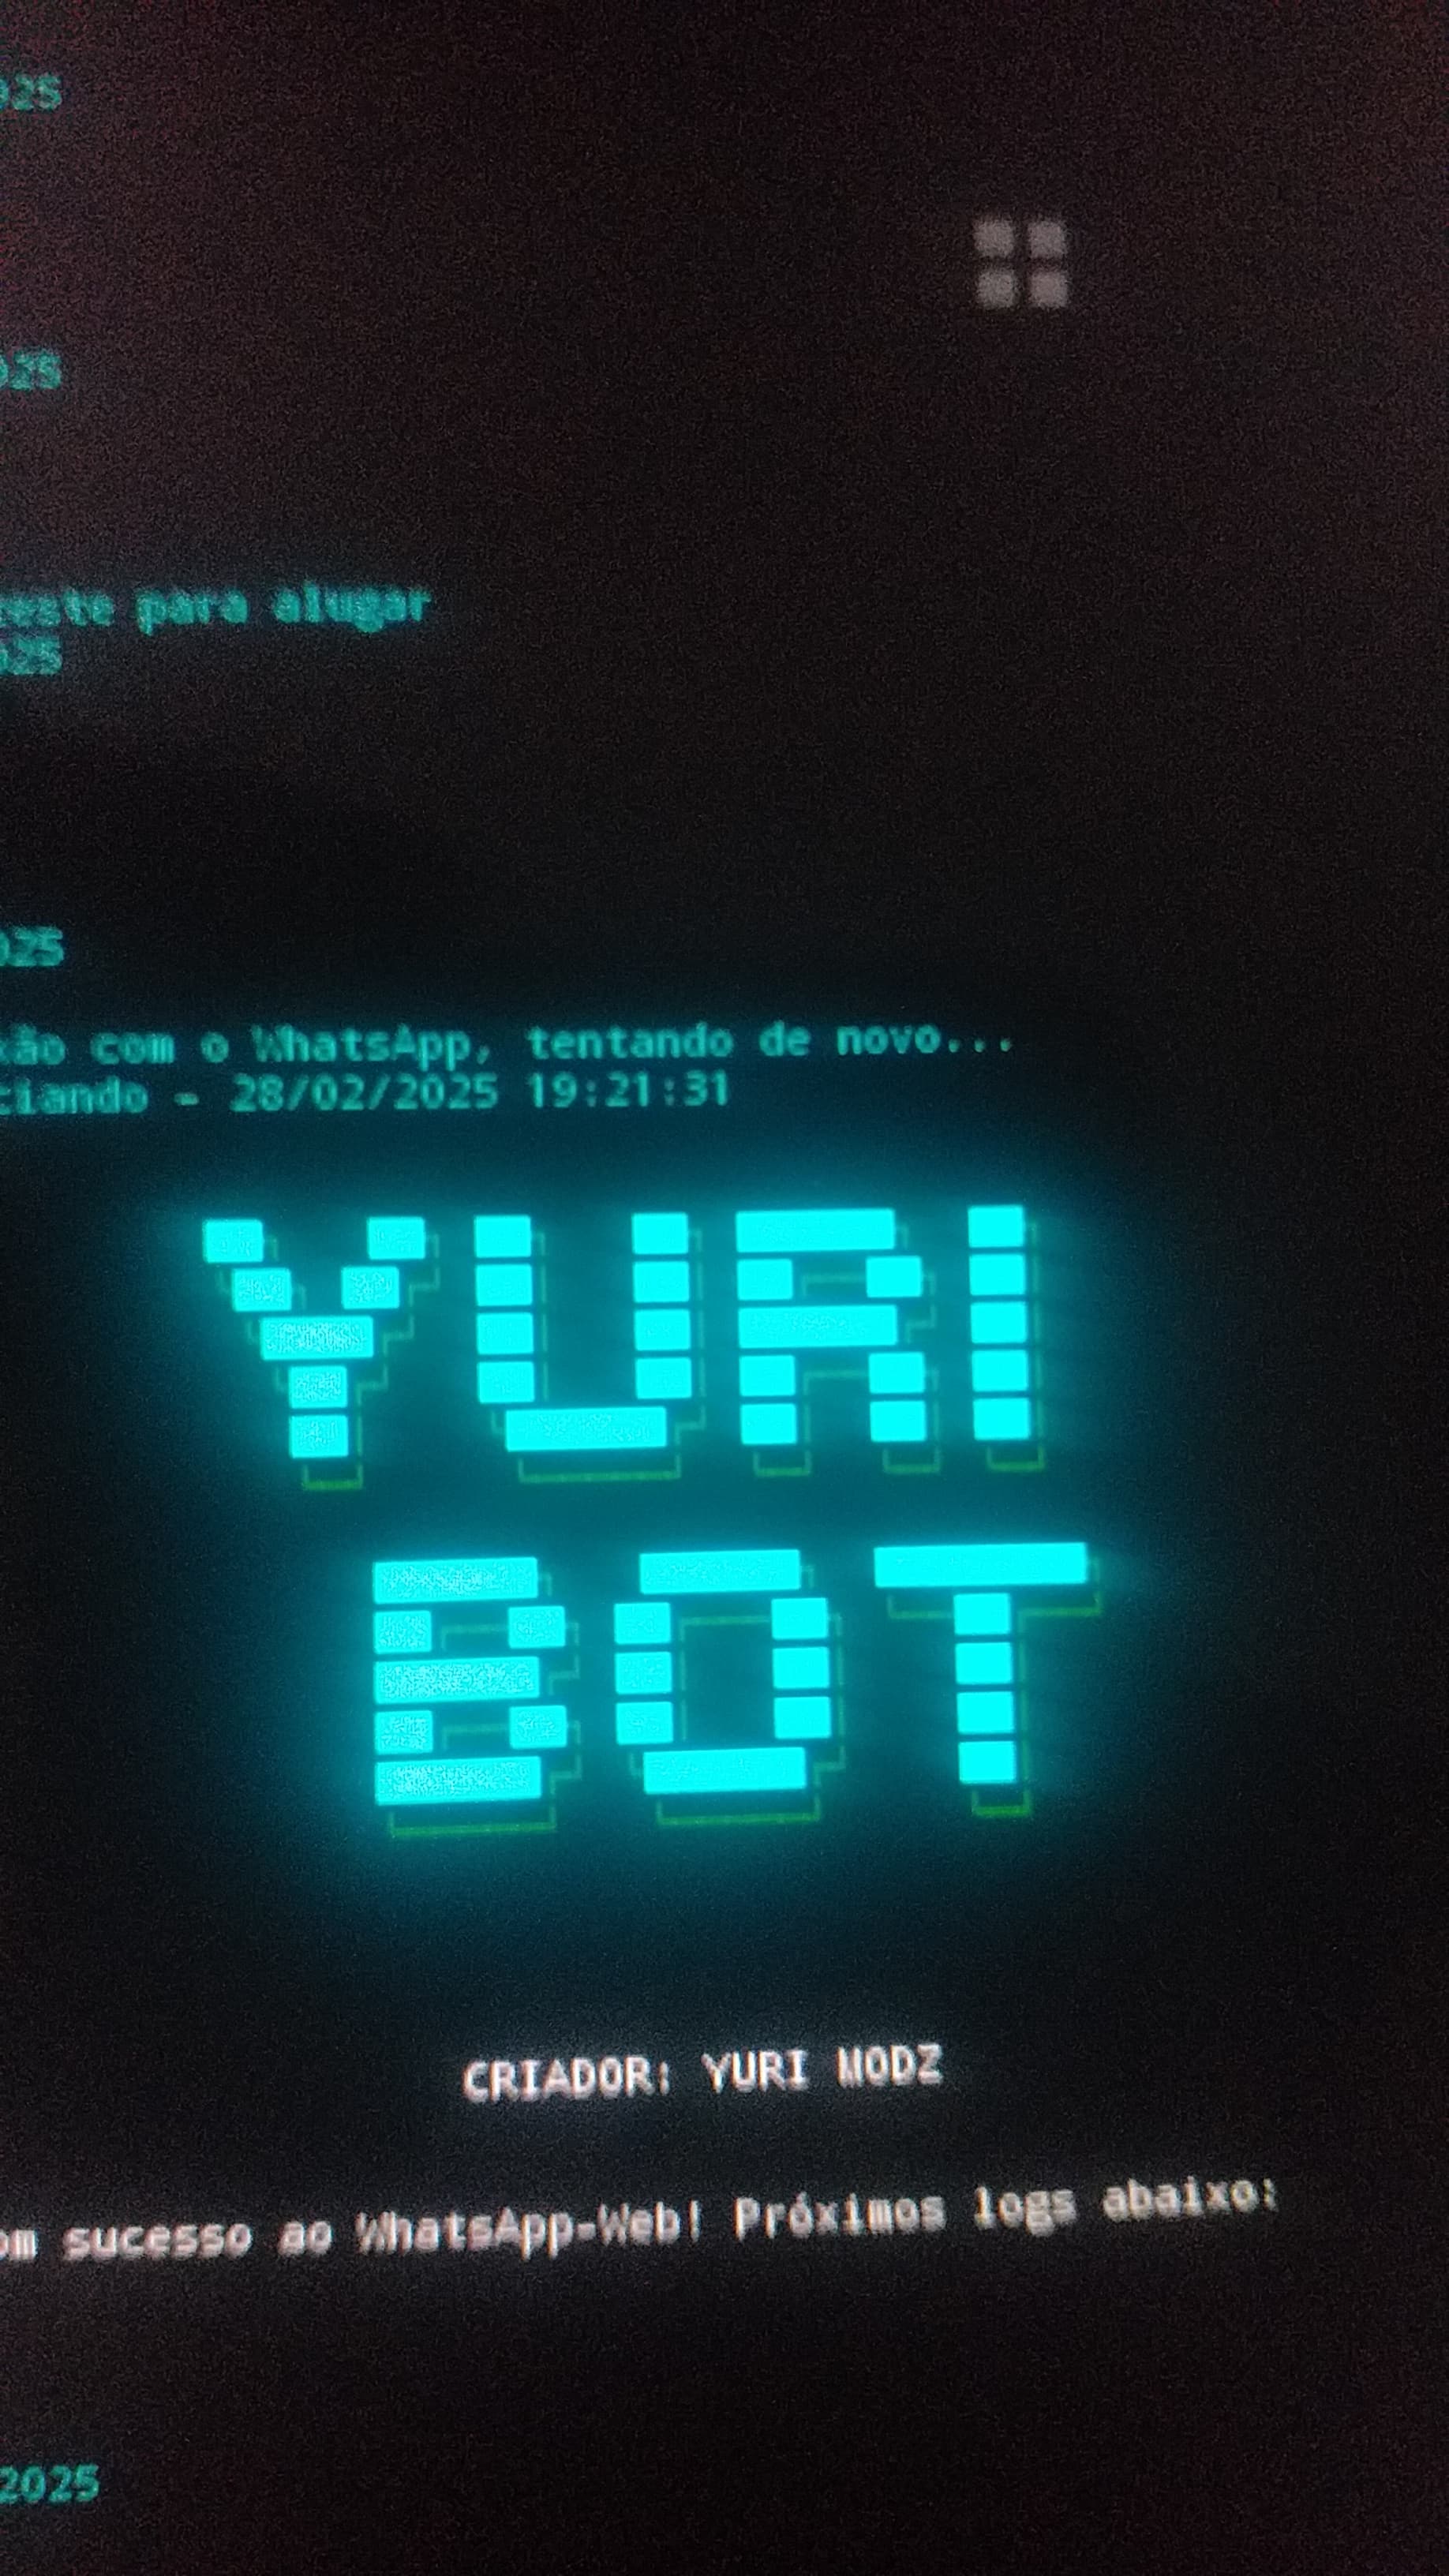 025
025
este para alugar
025
025
ão com o WhatsApp, tentando de novo...
ciando - 28/02/2025 19:21:31
YURI
BOT
CRIADOR: YURI MODZ
om sucesso ao WhatsApp-Web! Próximos logs abaixo:
2025